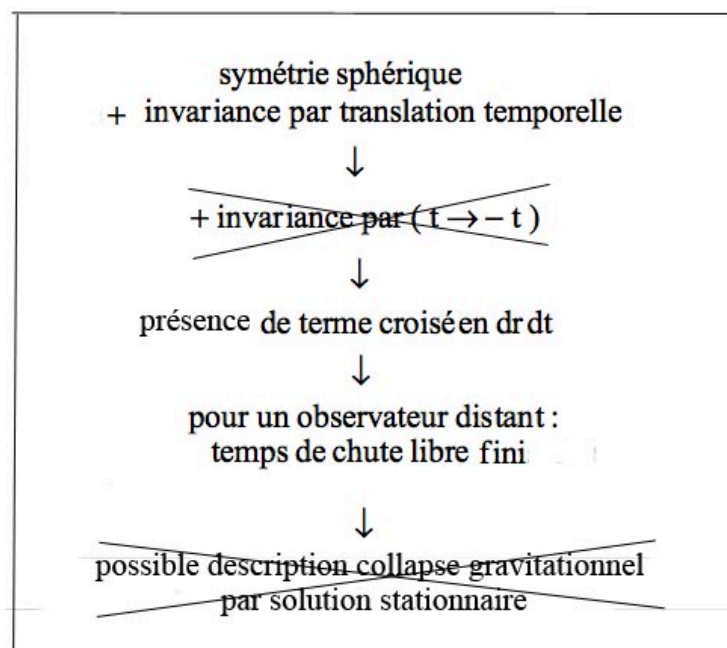 symétrie sphérique
+ invariance par translation temporelle
↓
+ invariance par ( t → – t )
↓
présence de terme croisé en dr dt
↓
pour un observateur distant :
temps de chute libre fini
↓
possible description collapse gravitationnel
par solution stationnaire